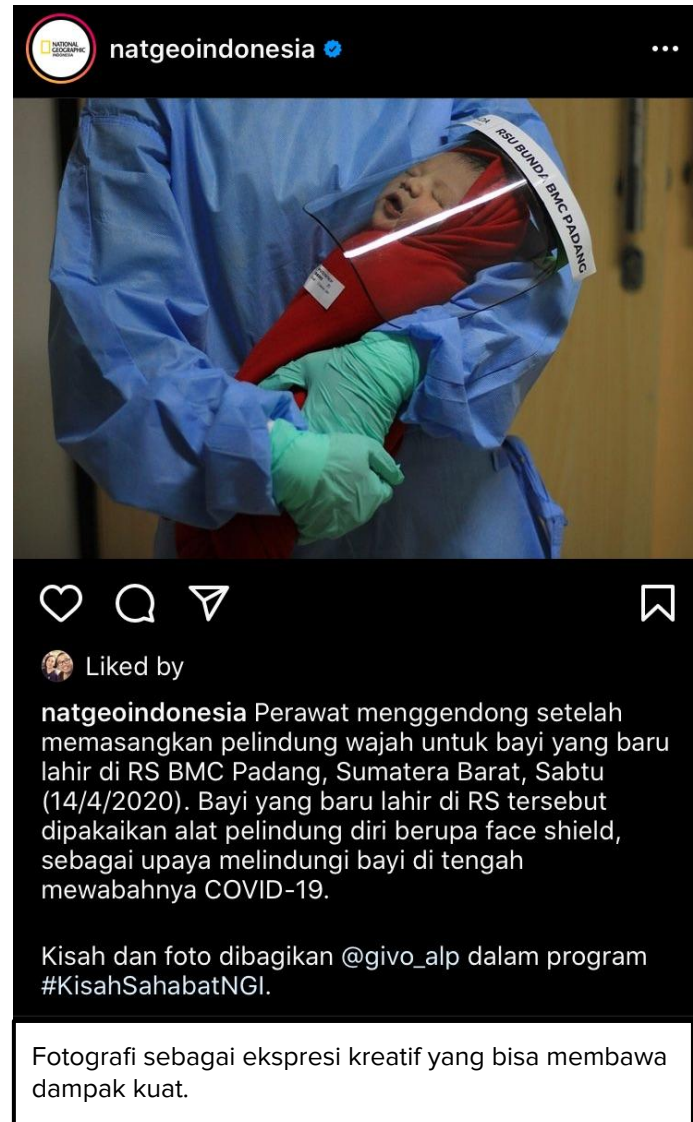 NATIONAL
GEOGRAPHIC
INDONESIA
natgeoindonesia
RSU BUNDA BMC PADANG
Liked by
natgeoindonesia Perawat menggendong setelah
memasangkan pelindung wajah untuk bayi yang baru
lahir di RS BMC Padang, Sumatera Barat, Sabtu
(14/4/2020). Bayi yang baru lahir di RS tersebut
dipakaikan alat pelindung diri berupa face shield,
sebagai upaya melindungi bayi di tengah
mewabahnya COVID-19.
Kisah dan foto dibagikan @givo_alp dalam program
#KisahSahabatNGI.
Fotografi sebagai ekspresi kreatif yang bisa membawa
dampak kuat.